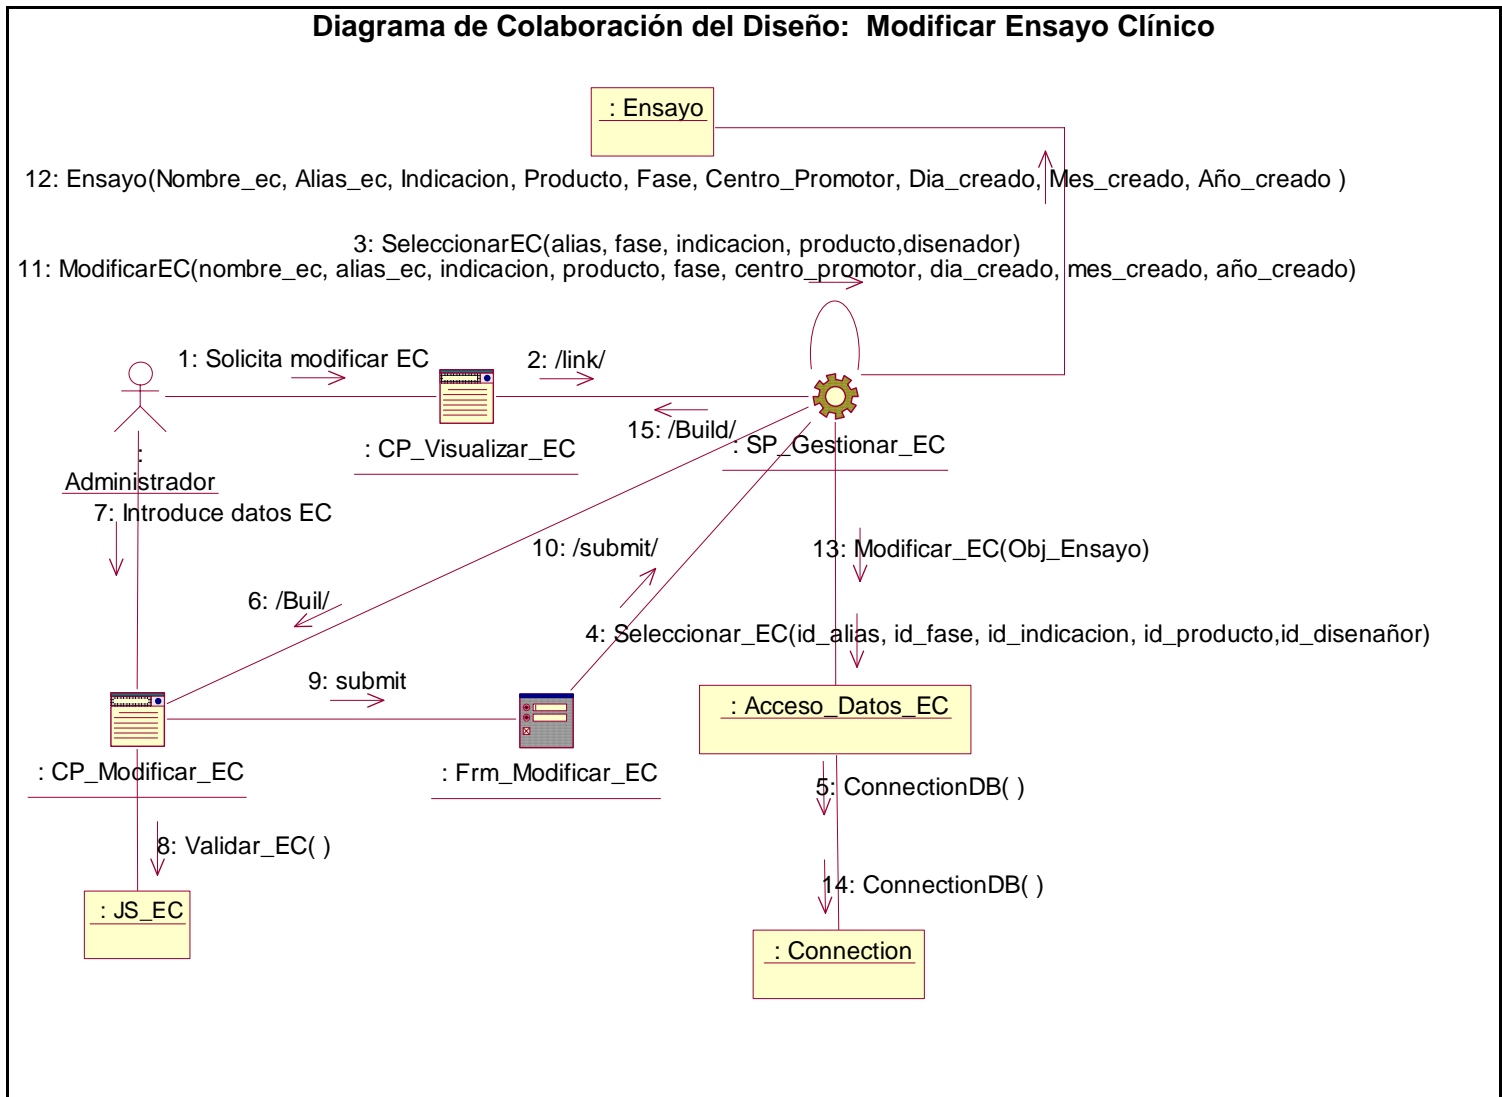 Diagrama de Colaboración del Diseño:  Modificar Ensayo Clínico
: Ensayo
12: Ensayo(Nombre_ec, Alias_ec, Indicacion, Producto, Fase, Centro_Promotor, Dia_creado, Mes_creado, Año_creado )
3: SeleccionarEC(alias, fase, indicacion, producto,disenador)
11: ModificarEC(nombre_ec, alias_ec, indicacion, producto, fase, centro_promotor, dia_creado, mes_creado, año_creado)
1: Solicita modificar EC
2: /link/
15: /Build/
: CP_Visualizar_EC
: SP_Gestionar_EC
:
Administrador
7: Introduce datos EC
10: /submit/
13: Modificar_EC(Obj_Ensayo)
6: /Buil/
4: Seleccionar_EC(id_alias, id_fase, id_indicacion, id_producto,id_disenañor)
9: submit
: Acceso_Datos_EC
: CP_Modificar_EC
: Frm_Modificar_EC
5: ConnectionDB( )
8: Validar_EC( )
14: ConnectionDB( )
: JS_EC
: Connection